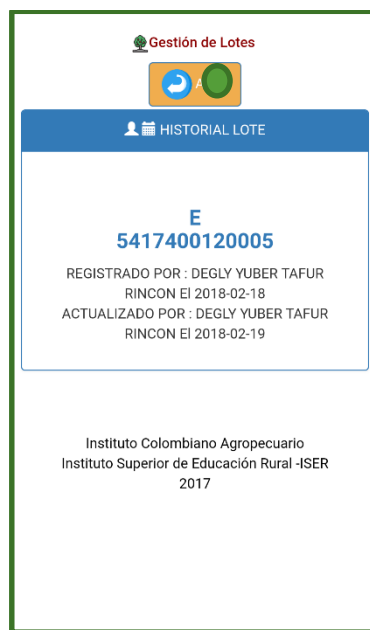 Gestión de Lotes
HISTORIAL LOTE
E
5417400120005
REGISTRADO POR : DEGLY YUBER TAFUR
RINCON El 2018-02-18
ACTUALIZADO POR : DEGLY YUBER TAFUR
RINCON El 2018-02-19
Instituto Colombiano Agropecuario
Instituto Superior de Educación Rural -ISER
2017